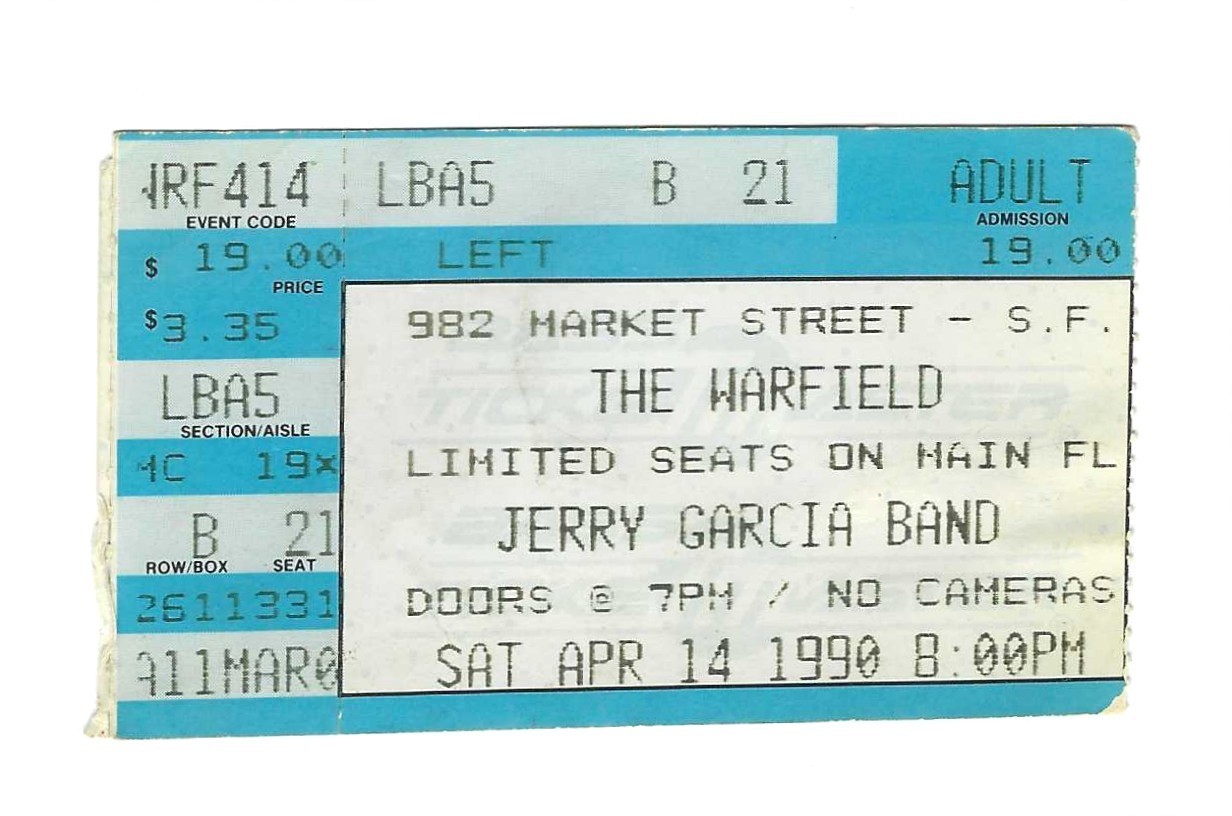 RF414 LBA5 B 21 ADULT
EVENT CODE ADMISSION
$ 19.00 LEFT 19.00
PRICE
$3.35
982 MARKET STREET - S.F.
THE WARFIELD
LBA5
SECTION/AISLE
LIMITED SEATS ON MAIN FL
MC 19X
JERRY GARCIA BAND
B 21
ROW/BOX SEAT
DOORS @ 7PM / NO CAMERAS
2611331
SAT APR 14 1990 8:00PM
A11MAR0